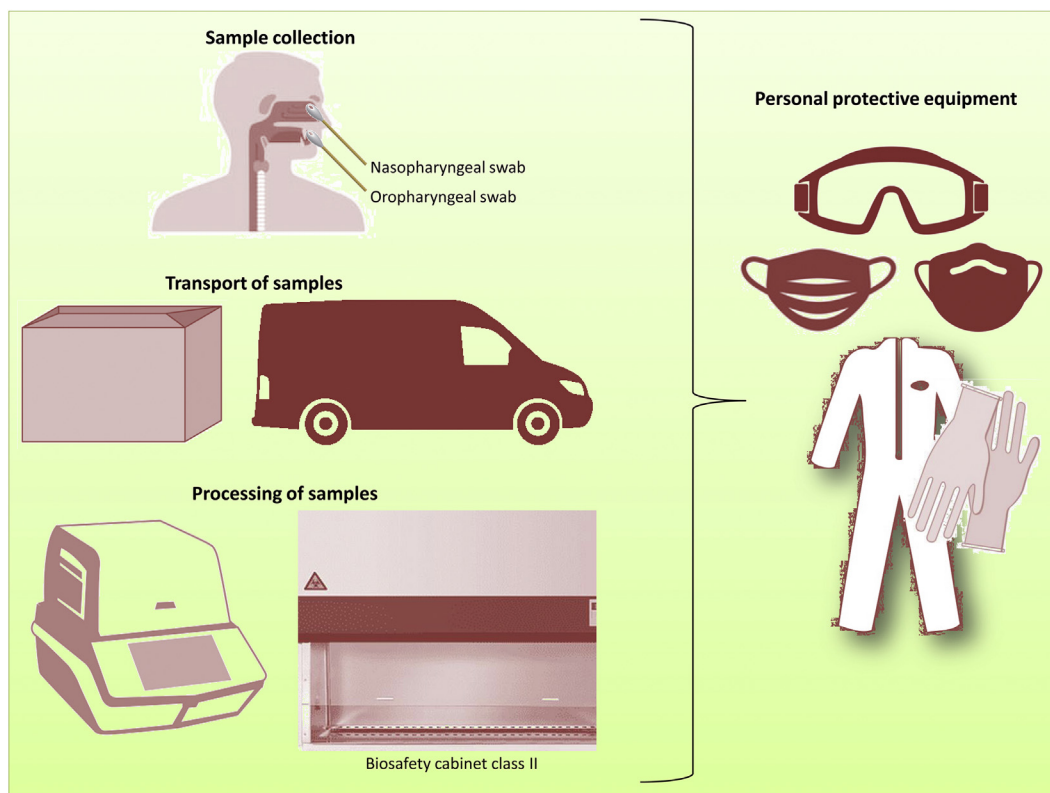 Sample collection
Nasopharyngeal swab
Oropharyngeal swab
Transport of samples
Processing of samples
Biosafety cabinet class II
Personal protective equipment